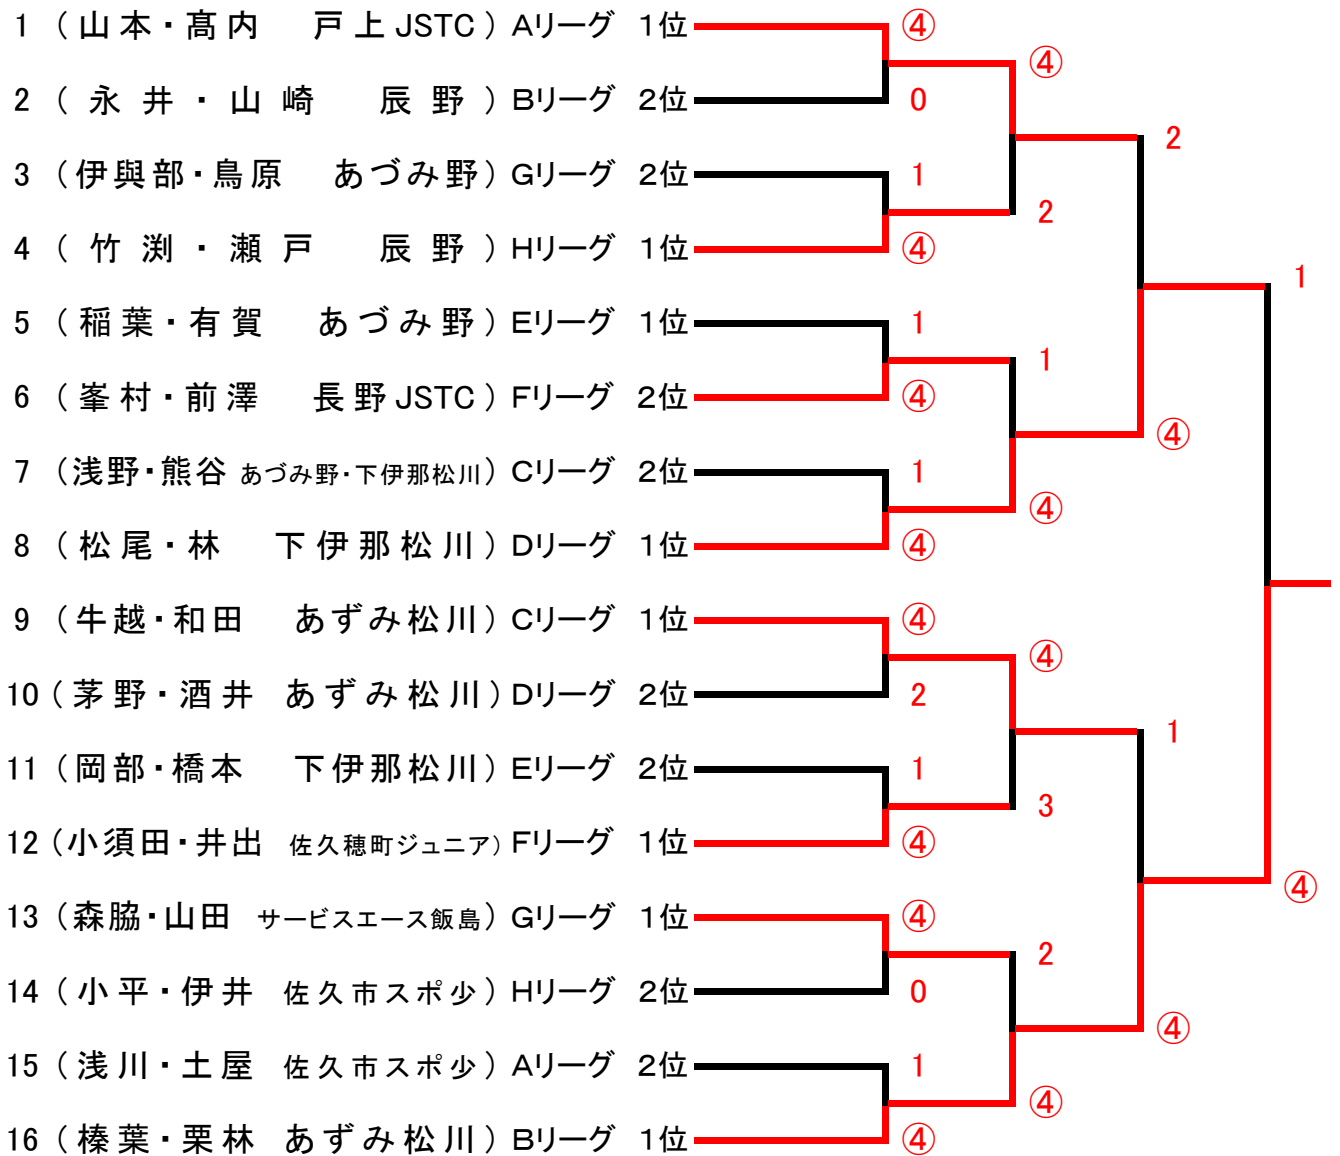 1 （山本・髙内 戸上JSTC）Aリーグ 1位 ④
④
2 （永井・山崎 辰野）Bリーグ 2位 0
2
3 （伊與部・鳥原 あづみ野）Gリーグ 2位 1
2
4 （竹渕・瀬戸 辰野）Hリーグ 1位 ④
1
5 （稲葉・有賀 あづみ野）Eリーグ 1位 1
1
6 （峯村・前澤 長野JSTC）Fリーグ 2位 ④
④
7 （浅野・熊谷 あづみ野・下伊那松川）Cリーグ 2位 1
④
8 （松尾・林 下伊那松川）Dリーグ 1位 ④
9 （牛越・和田 あずみ松川）Cリーグ 1位 ④
④
10 （茅野・酒井 あずみ松川）Dリーグ 2位 2
1
11 （岡部・橋本 下伊那松川）Eリーグ 2位 1
3
12 （小須田・井出 佐久穂町ジュニア）Fリーグ 1位 ④
④
13 （森脇・山田 サービスエース飯島）Gリーグ 1位 ④
2
14 （小平・伊井 佐久市スポ少）Hリーグ 2位 0
④
15 （浅川・土屋 佐久市スポ少）Aリーグ 2位 1
④
16 （榛葉・栗林 あずみ松川）Bリーグ 1位 ④